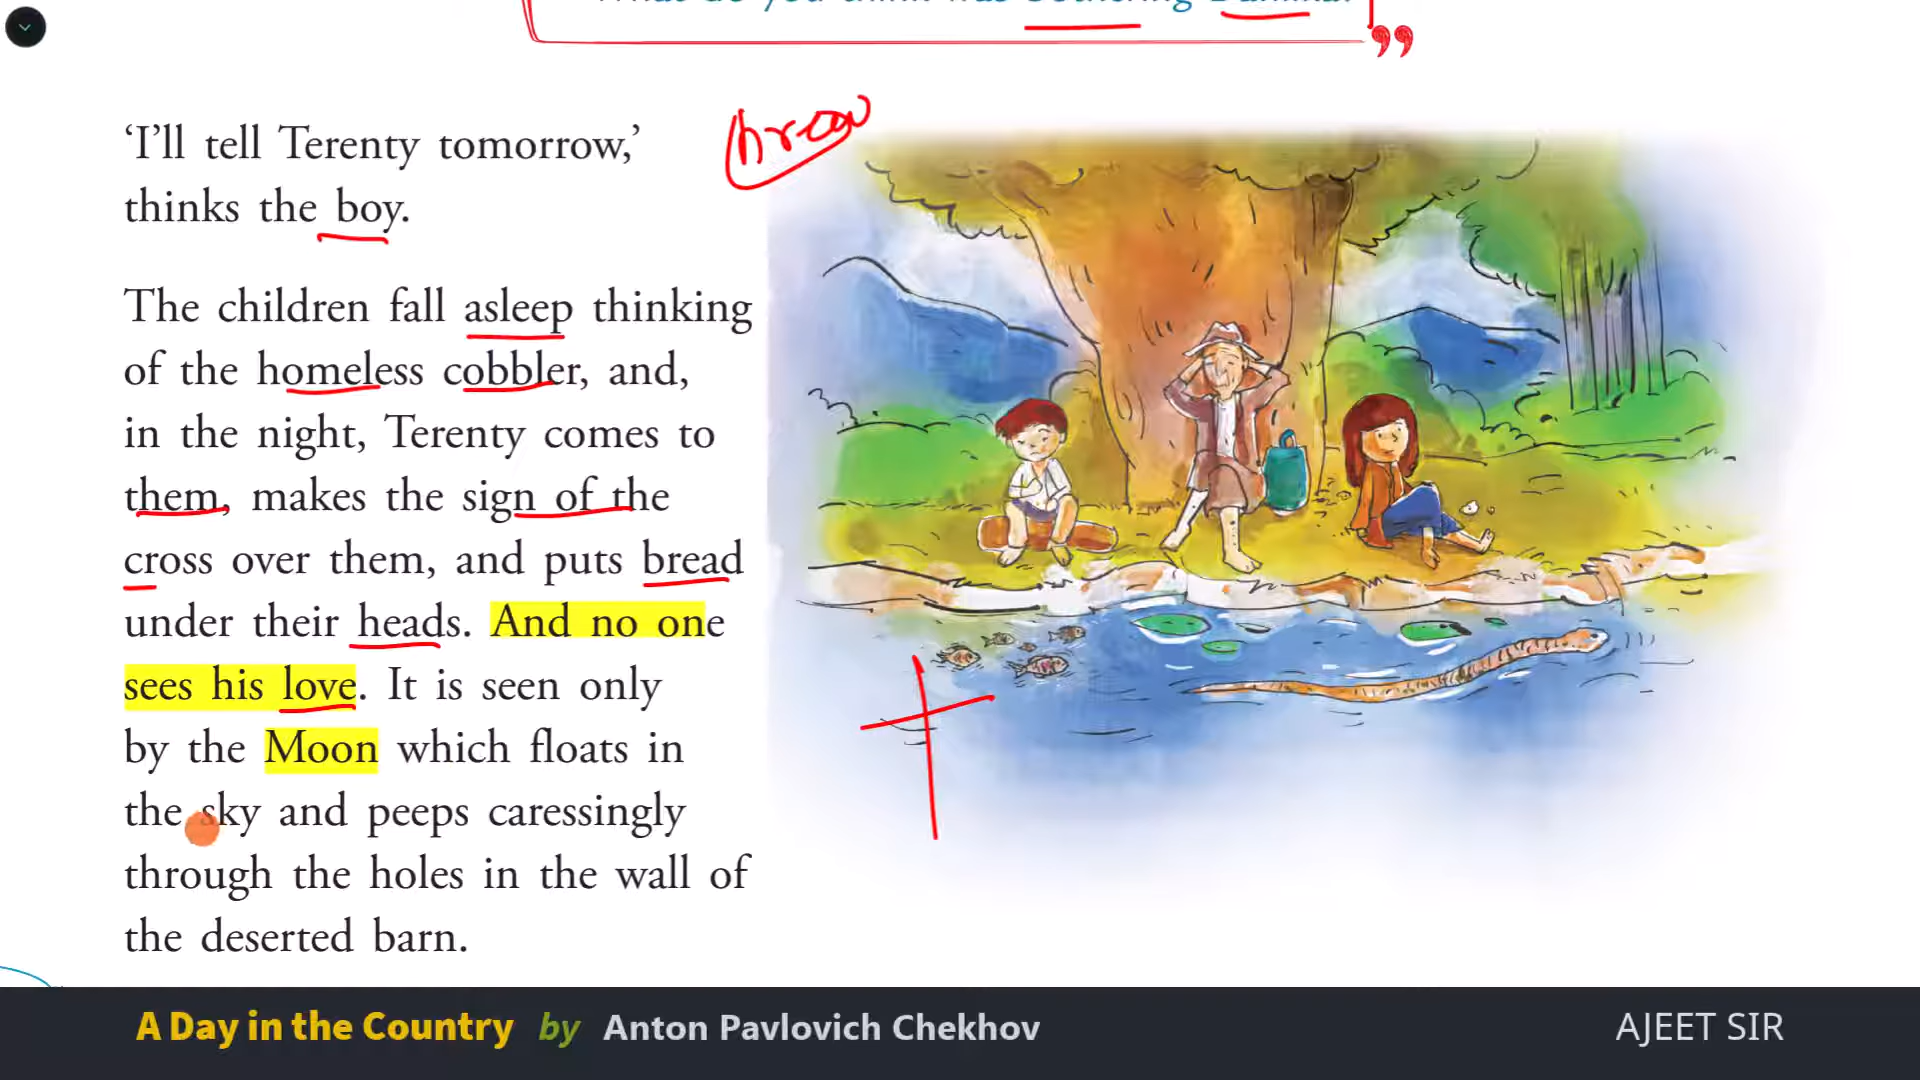 ‘I’ll tell Terenty tomorrow,’
thinks the boy.
The children fall asleep thinking
of the homeless cobbler, and,
in the night, Terenty comes to
them, makes the sign of the
cross over them, and puts bread
under their heads. And no one
sees his love. It is seen only
by the Moon which floats in
the sky and peeps caressingly
through the holes in the wall of
the deserted barn.
A Day in the Country by Anton Pavlovich Chekhov
AJEET SIR